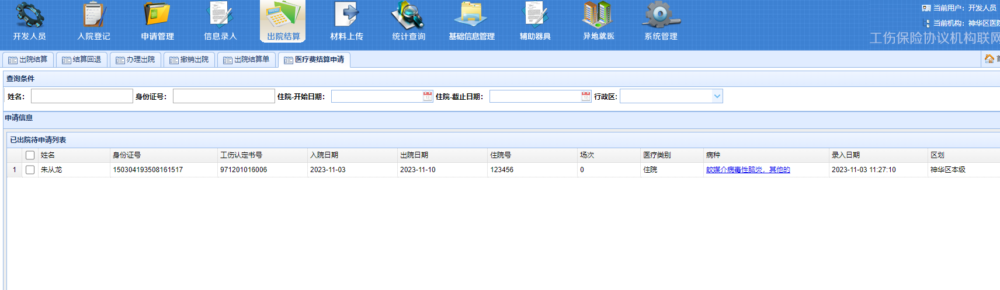 当前用户：开发人员
当前机构：神华区医院
工伤保险协议机构联网
开发人员 入院登记 申请管理 信息录入 出院结算 材料上传 统计查询 基础信息管理 辅助器具 异地就医 系统管理
出院结算 结算回退 办理出院 撤销出院 出院结算单 医疗费结算申请
查询条件
姓名： 身份证号： 住院-开始日期： 住院-截止日期： 行政区：
申请信息
已出院待申请列表
姓名 身份证号 工伤认定书号 入院日期 出院日期 住院号 场次 医疗类别 病种 录入日期 区划
1 朱从龙 150304193508161517 971201016006 2023-11-03 2023-11-10 123456 0 住院 蚊媒介病毒性脑炎，其他的 2023-11-03 11:27:10 神华区本级